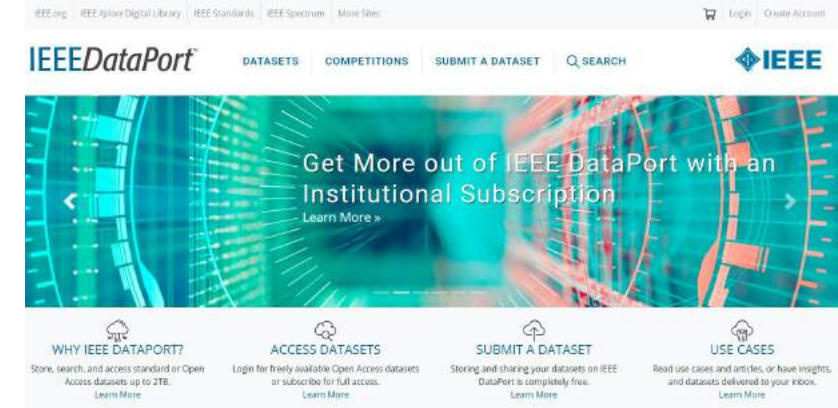 IEEE.org IEEE Xplore Digital Library IEEE Standards IEEE Spectrum More Sites Login Create Account
IEEEDataPort DATASETS COMPETITIONS SUBMIT A DATASET SEARCH IEEE
Get More out of IEEE DataPort with an
Institutional Subscription
Learn More »
WHY IEEE DATAPORT?
Store, search, and access standard or Open
Access datasets up to 2TB.
Learn More
ACCESS DATASETS
Login for freely available Open Access datasets
or subscribe for full access.
Learn More
SUBMIT A DATASET
Storing and sharing your datasets on IEEE
DataPort is completely free.
Learn More
USE CASES
Read use cases and articles, or have insights,
and datasets delivered to your inbox.
Learn More